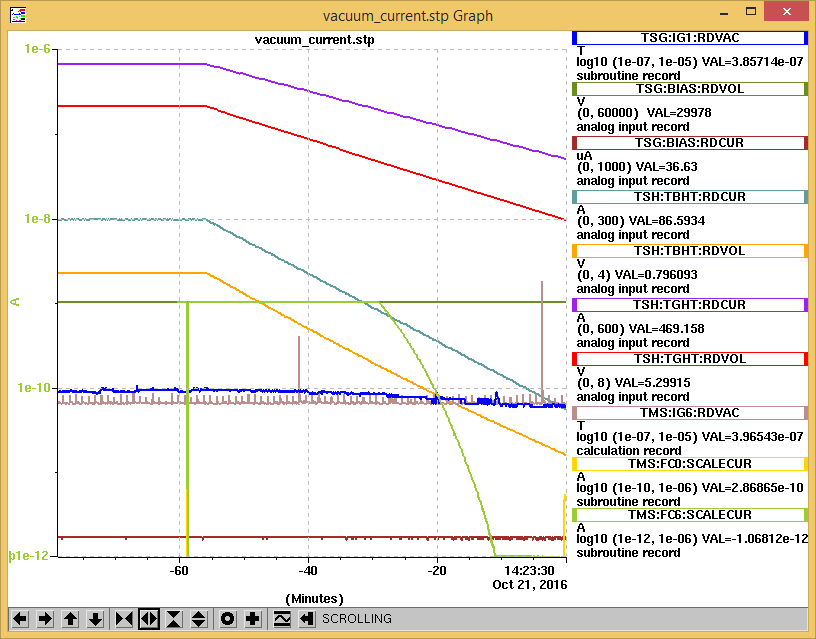 vacuum_current.stp Graph
vacuum_current.stp
1e-6
1e-8
A
1e-10
1e-12
-60
-40
-20
14:23:30
Oct 21, 2016
(Minutes)
TSG:IG1:RDVAC
T
log10 (1e-07, 1e-05) VAL=3.85714e-07
subroutine record
TSG:BIAS:RDVOL
V
(0, 60000) VAL=29978
analog input record
TSG:BIAS:RDCUR
uA
(0, 1000) VAL=36.63
analog input record
TSH:TBHT:RDCUR
A
(0, 300) VAL=86.5934
analog input record
TSH:TBHT:RDVOL
V
(0, 4) VAL=0.796093
analog input record
TSH:TGHT:RDCUR
A
(0, 600) VAL=469.158
analog input record
TSH:TGHT:RDVOL
V
(0, 8) VAL=5.29915
analog input record
TMS:IG6:RDVAC
T
log10 (1e-07, 1e-05) VAL=3.96543e-07
calculation record
TMS:FC0:SCALECUR
A
log10 (1e-10, 1e-06) VAL=2.86865e-10
subroutine record
TMS:FC6:SCALECUR
A
log10 (1e-12, 1e-06) VAL=-1.06812e-12
subroutine record
SCROLLING